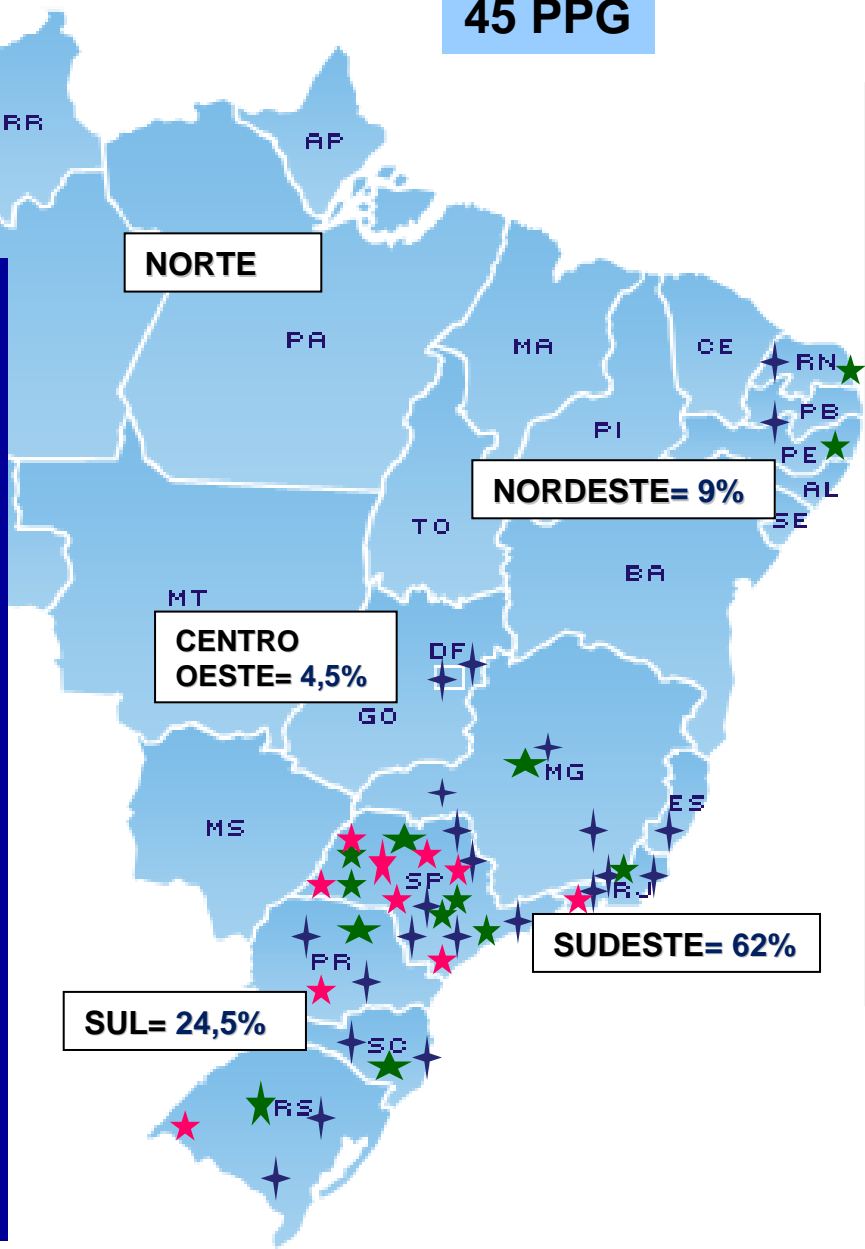 45 PPG
RR
AP
NORTE
PA
MA
CE
RN
PI
PB
PE
NORDESTE= 9%
AL
TO
SE
BA
MT
CENTRO
OESTE= 4,5%
DF
GO
MG
ES
MS
SP
RJ
SUDESTE= 62%
PR
SUL= 24,5%
SC
RS